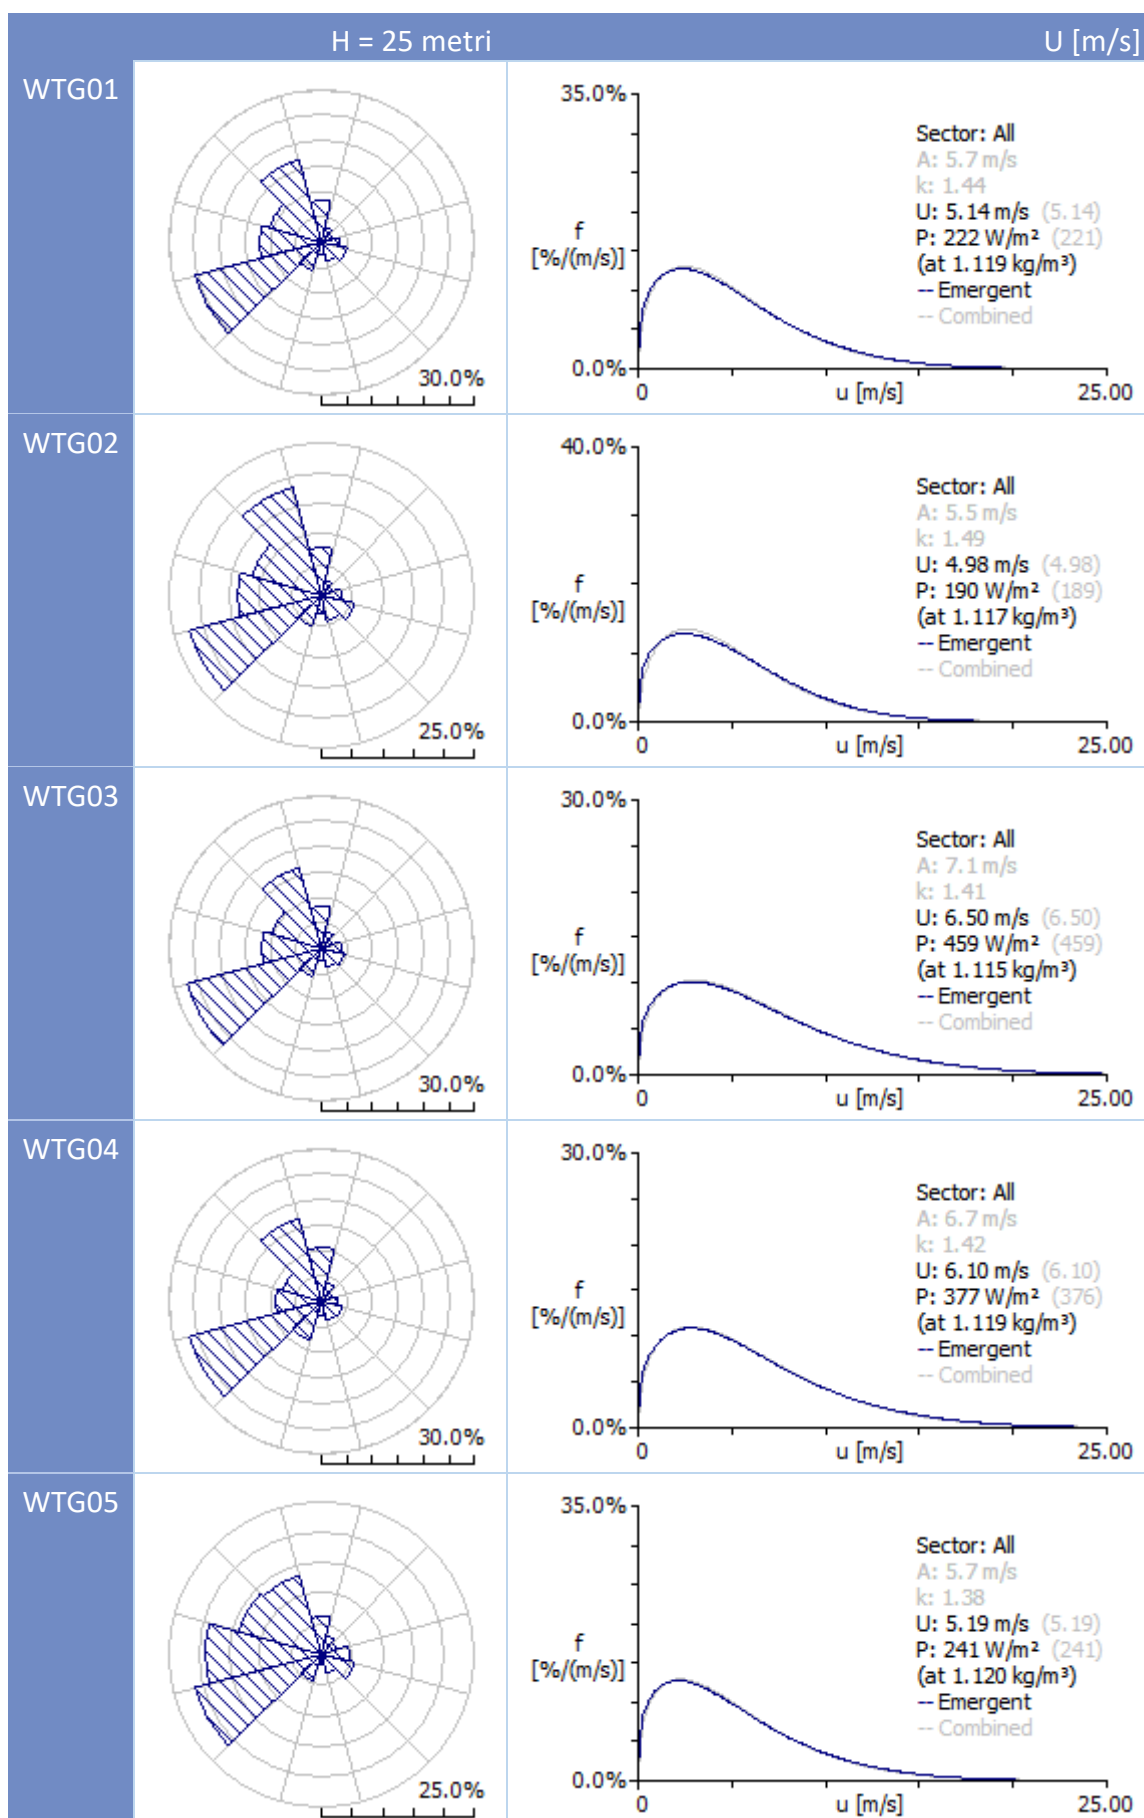 H = 25 metri
U [m/s]
WTG01
30.0%
35.0%
f
[%/(m/s)]
0.0%
0
u [m/s]
25.00
Sector: All
A: 5.7 m/s
k: 1.44
U: 5.14 m/s (5.14)
P: 222 W/m² (221)
(at 1.119 kg/m³)
-- Emergent
-- Combined
WTG02
25.0%
40.0%
f
[%/(m/s)]
0.0%
0
u [m/s]
25.00
Sector: All
A: 5.5 m/s
k: 1.49
U: 4.98 m/s (4.98)
P: 190 W/m² (189)
(at 1.117 kg/m³)
-- Emergent
-- Combined
WTG03
30.0%
30.0%
f
[%/(m/s)]
0.0%
0
u [m/s]
25.00
Sector: All
A: 7.1 m/s
k: 1.41
U: 6.50 m/s (6.50)
P: 459 W/m² (459)
(at 1.115 kg/m³)
-- Emergent
-- Combined
WTG04
30.0%
30.0%
f
[%/(m/s)]
0.0%
0
u [m/s]
25.00
Sector: All
A: 6.7 m/s
k: 1.42
U: 6.10 m/s (6.10)
P: 377 W/m² (376)
(at 1.119 kg/m³)
-- Emergent
-- Combined
WTG05
25.0%
35.0%
f
[%/(m/s)]
0.0%
0
u [m/s]
25.00
Sector: All
A: 5.7 m/s
k: 1.38
U: 5.19 m/s (5.19)
P: 241 W/m² (241)
(at 1.120 kg/m³)
-- Emergent
-- Combined